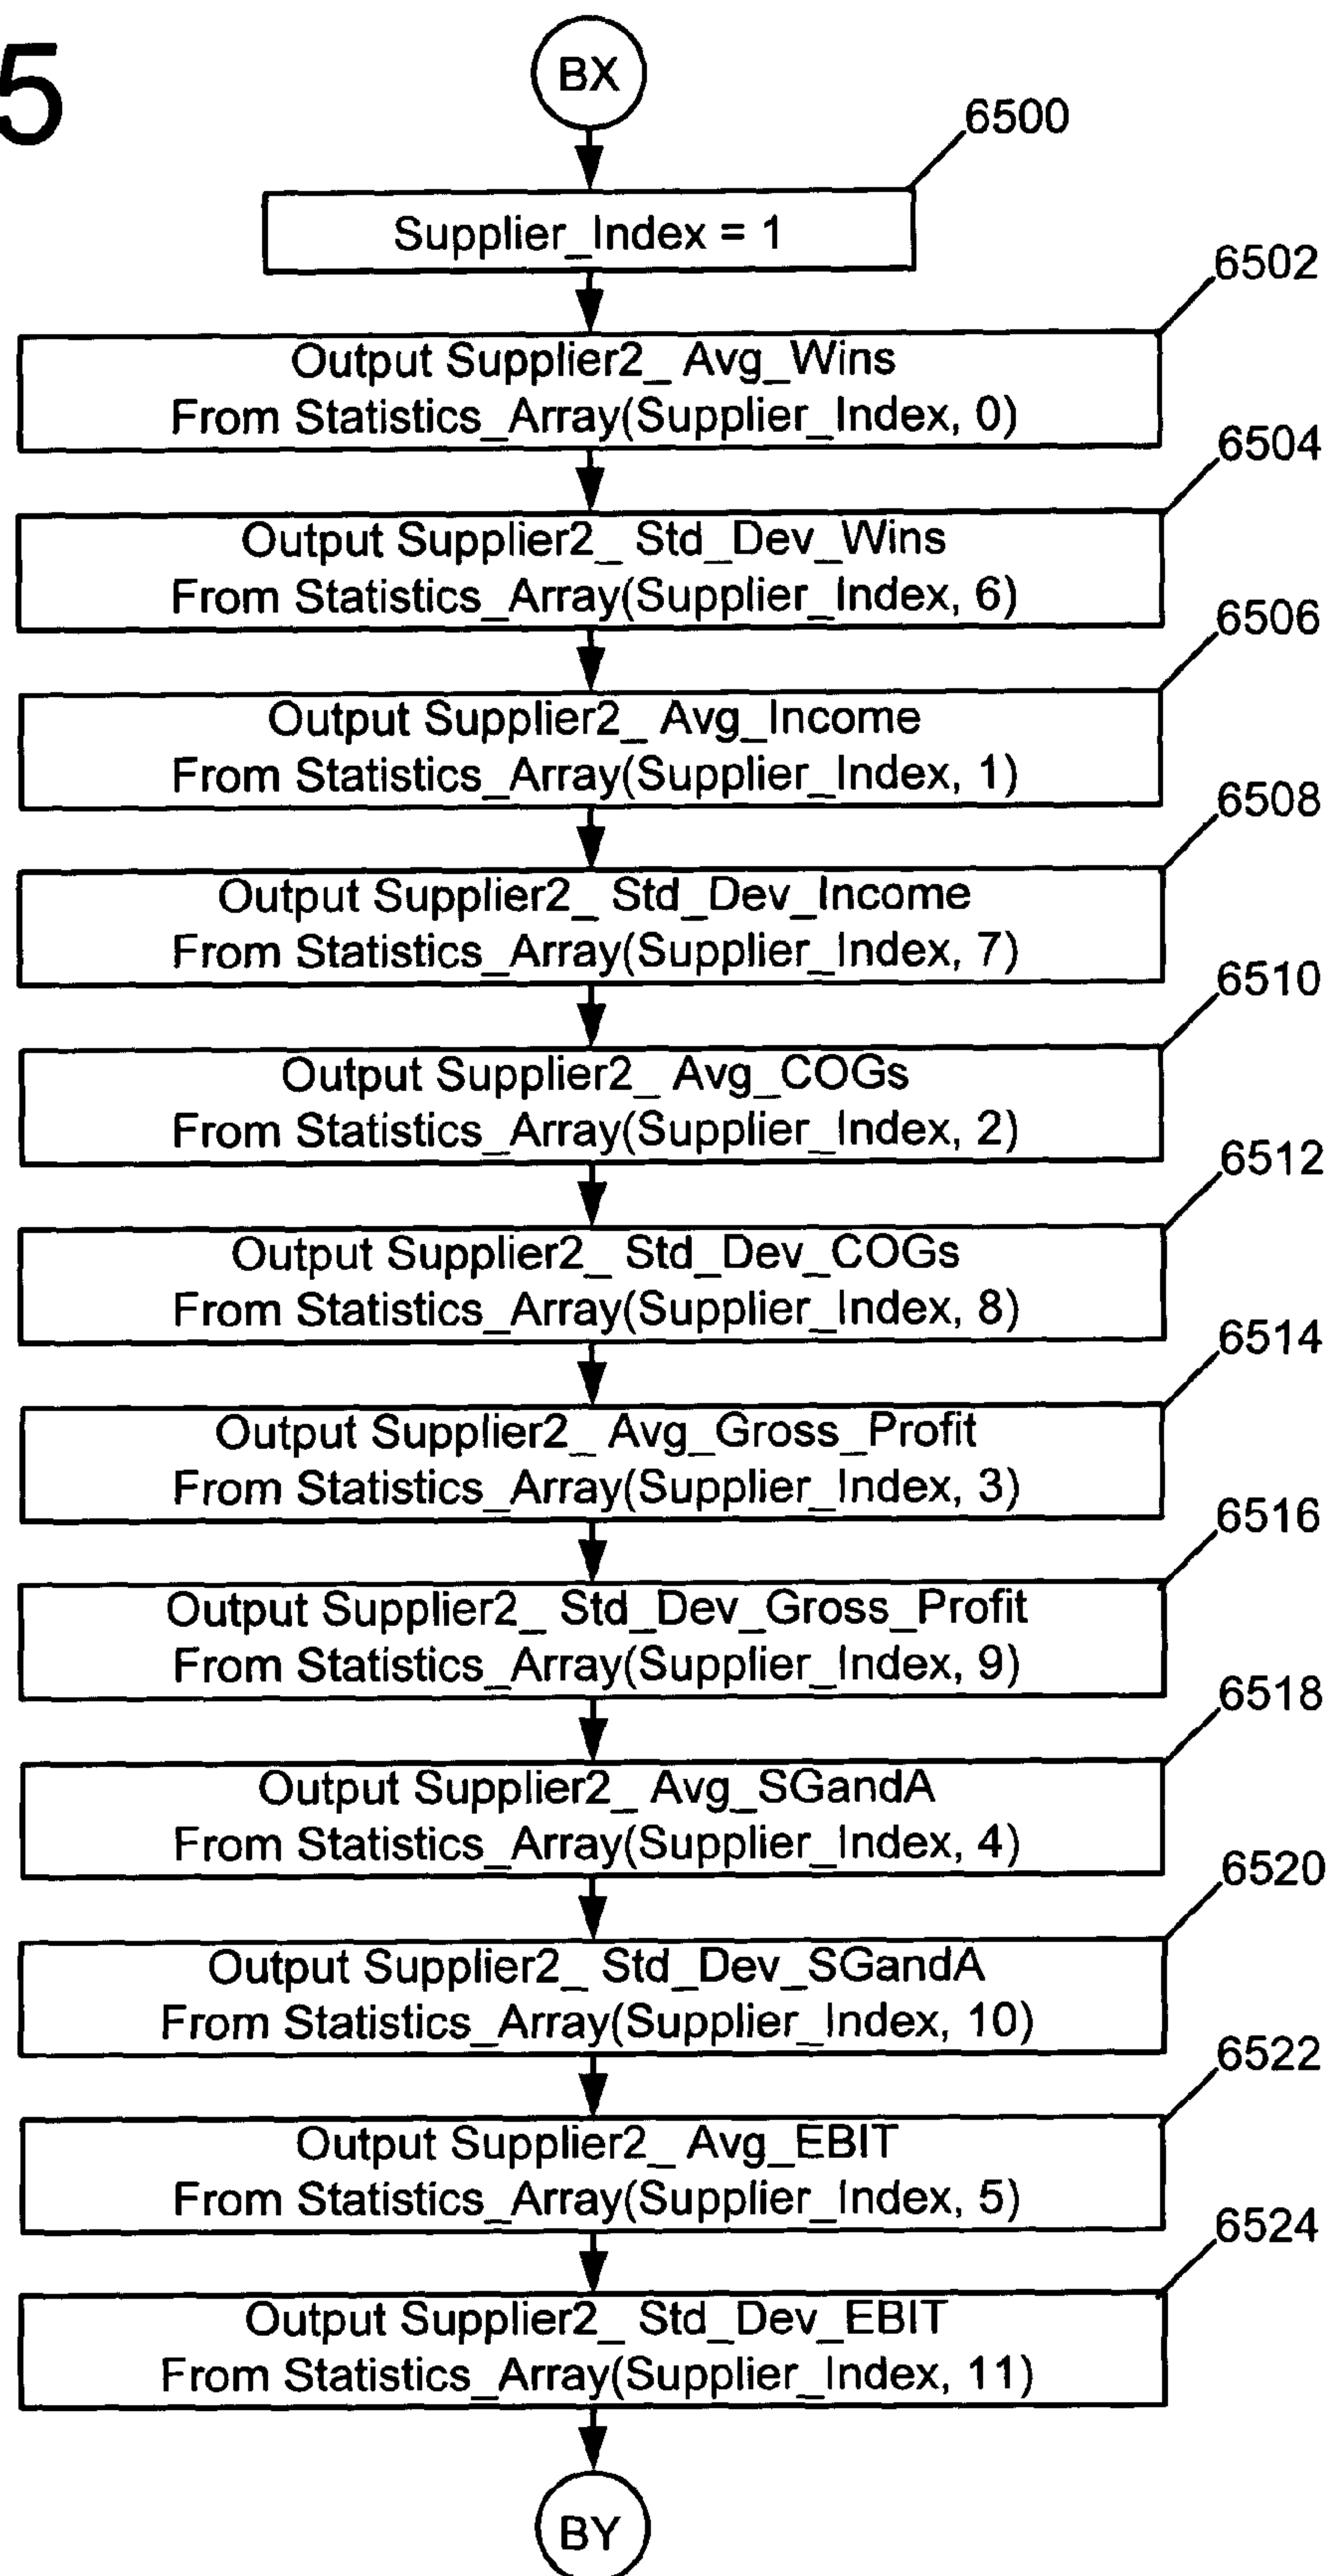 5
BX
6500
Supplier_Index = 1
6502
Output Supplier2_ Avg_Wins
From Statistics_Array(Supplier_Index, 0)
6504
Output Supplier2_ Std_Dev_Wins
From Statistics_Array(Supplier_Index, 6)
6506
Output Supplier2_ Avg_Income
From Statistics_Array(Supplier_Index, 1)
6508
Output Supplier2_ Std_Dev_Income
From Statistics_Array(Supplier_Index, 7)
6510
Output Supplier2_ Avg_COGs
From Statistics_Array(Supplier_Index, 2)
6512
Output Supplier2_ Std_Dev_COGs
From Statistics_Array(Supplier_Index, 8)
6514
Output Supplier2_ Avg_Gross_Profit
From Statistics_Array(Supplier_Index, 3)
6516
Output Supplier2_ Std_Dev_Gross_Profit
From Statistics_Array(Supplier_Index, 9)
6518
Output Supplier2_ Avg_SGandA
From Statistics_Array(Supplier_Index, 4)
6520
Output Supplier2_ Std_Dev_SGandA
From Statistics_Array(Supplier_Index, 10)
6522
Output Supplier2_ Avg_EBIT
From Statistics_Array(Supplier_Index, 5)
6524
Output Supplier2_ Std_Dev_EBIT
From Statistics_Array(Supplier_Index, 11)
BY